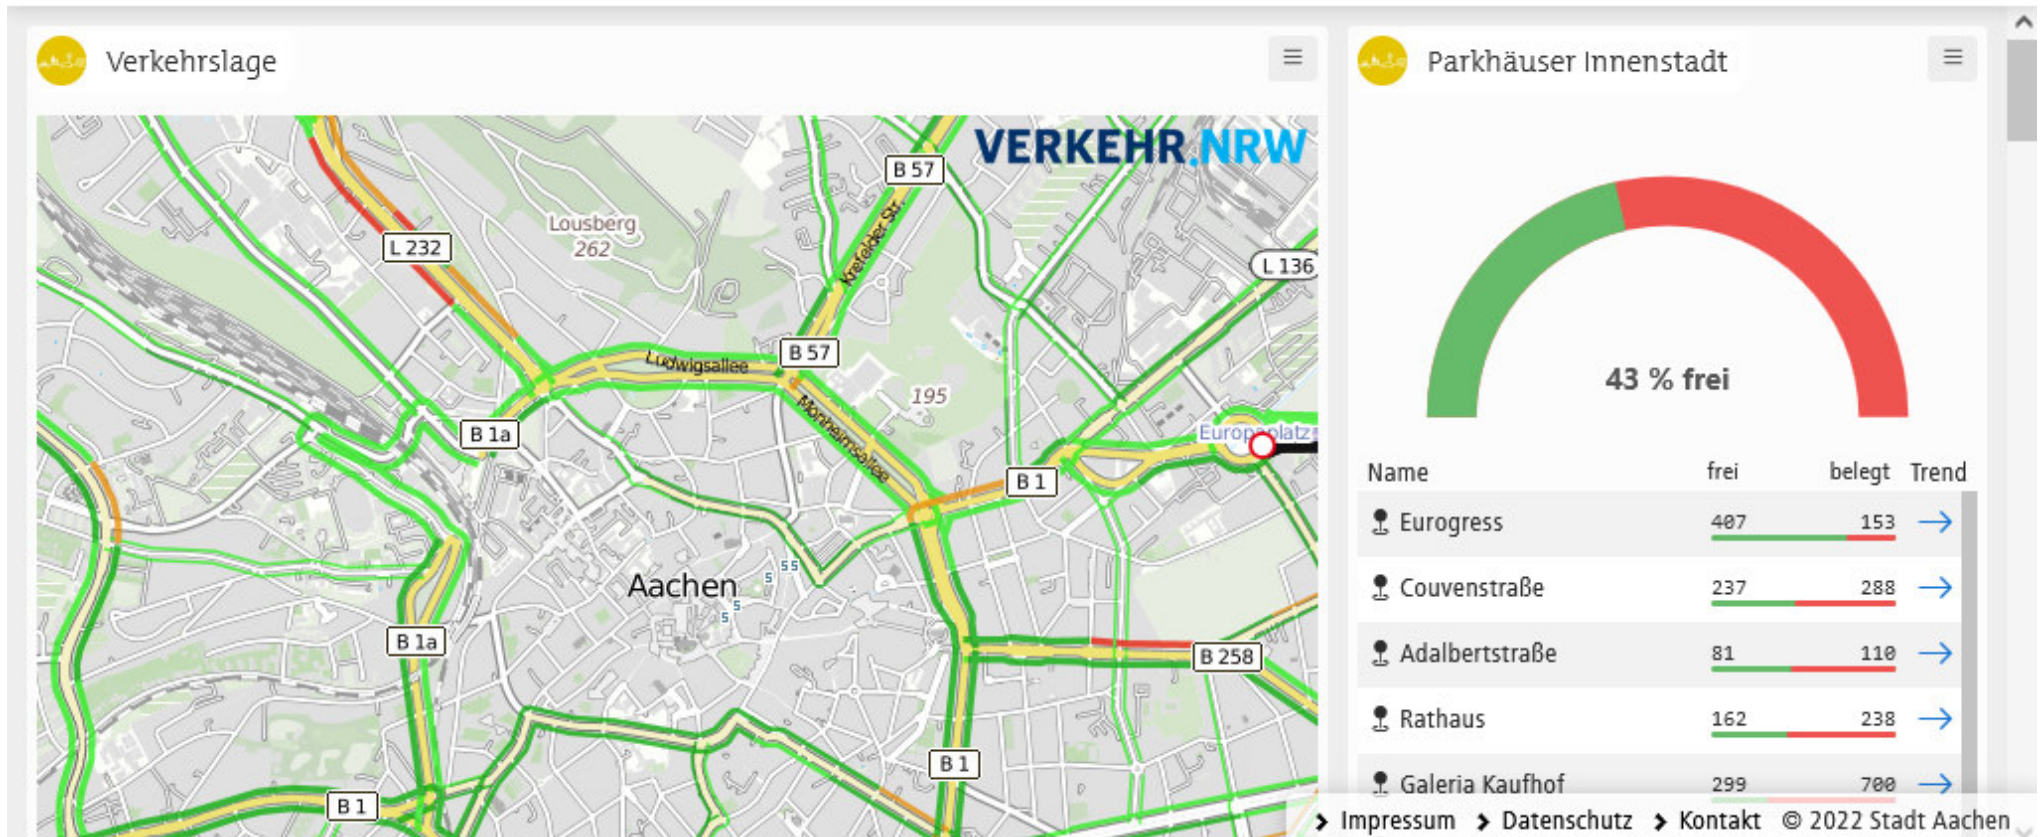 Verkehrslage
VERKEHR.NRW
B 57
Lousberg
262
L 232
Krefelder Str.
L 136
B 57
Ludwigsallee
195
Monheimsallee
B 1a
Europaplatz
B 1
Aachen
B 1a
B 258
B 1
B 1
Parkhäuser Innenstadt
43 % frei
Name frei belegt Trend
Eurogress 407 153
Couvenstraße 237 288
Adalbertstraße 81 110
Rathaus 162 238
Galeria Kaufhof 299 700
Impressum Datenschutz Kontakt © 2022 Stadt Aachen